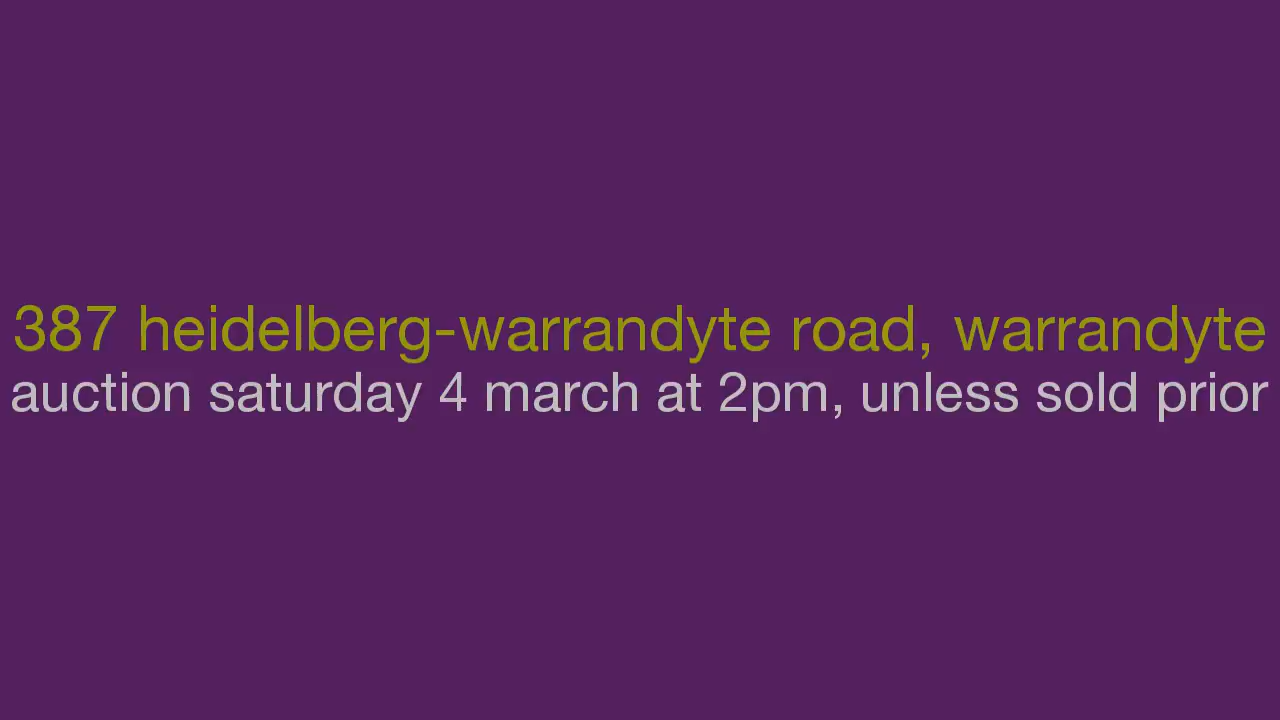 387 heidelberg-warrandyte road, warrandyte
auction saturday 4 march at 2pm, unless sold prior